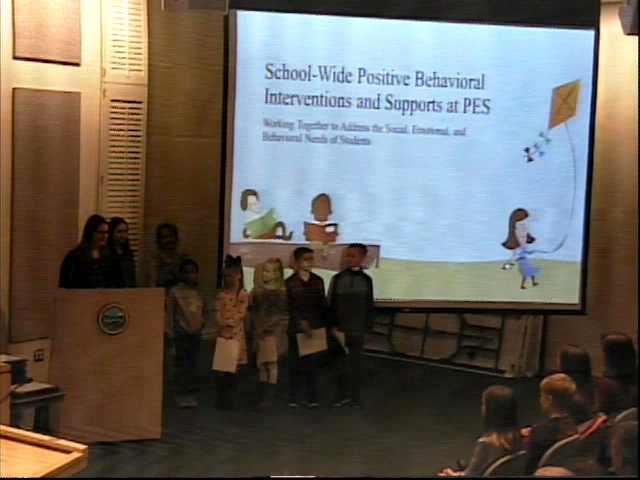 School-Wide Positive Behavioral
Interventions and Supports at PES
Working Together to Address the Social, Emotional, and
Behavioral Needs of Students